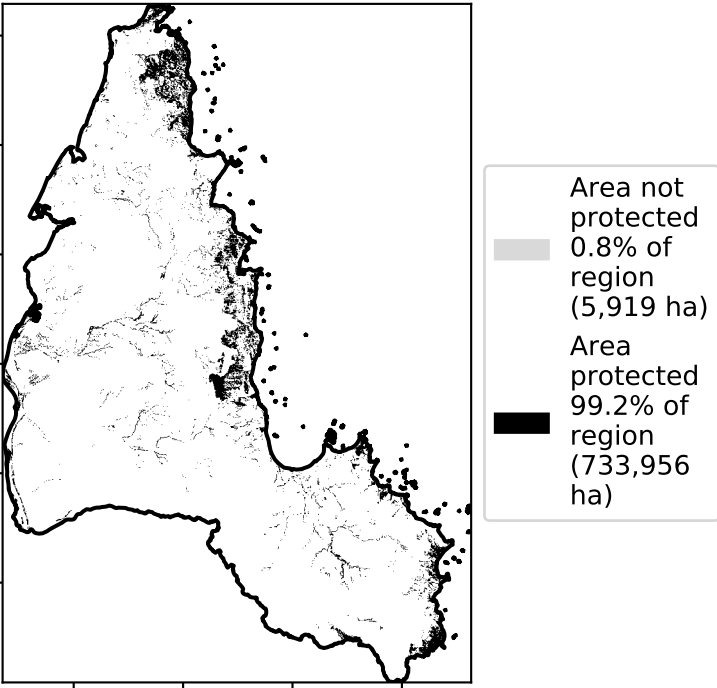 Area not
protected
0.8% of
region
(5,919 ha)
Area
protected
99.2% of
region
(733,956
ha)